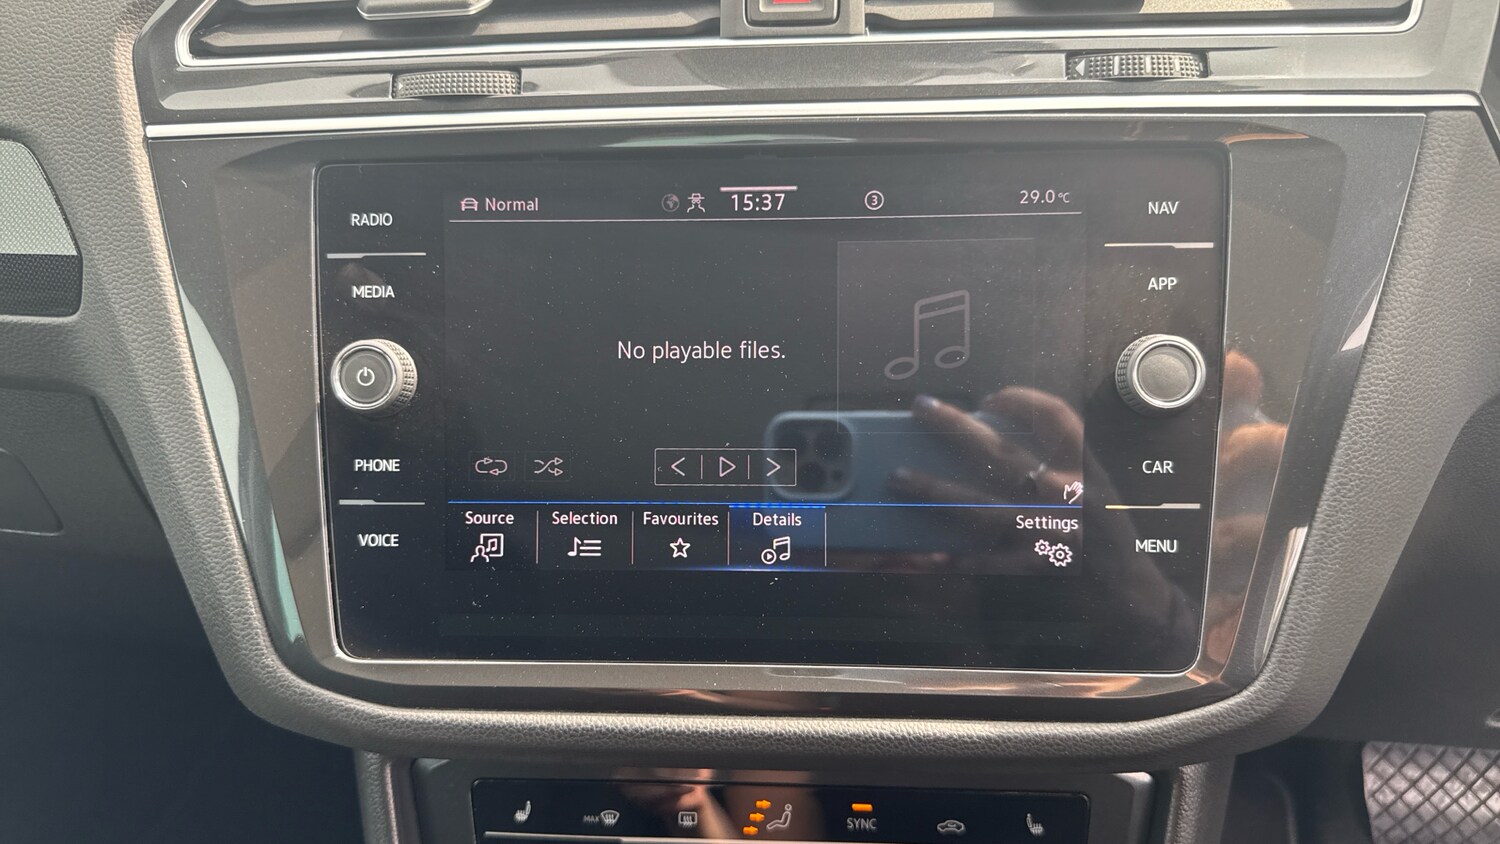 Normal
15:37
3
29.0°C
RADIO
NAV
MEDIA
APP
No playable files.
PHONE
CAR
VOICE
MENU
Source
Selection
Favourites
Details
Settings
MAX
SYNC